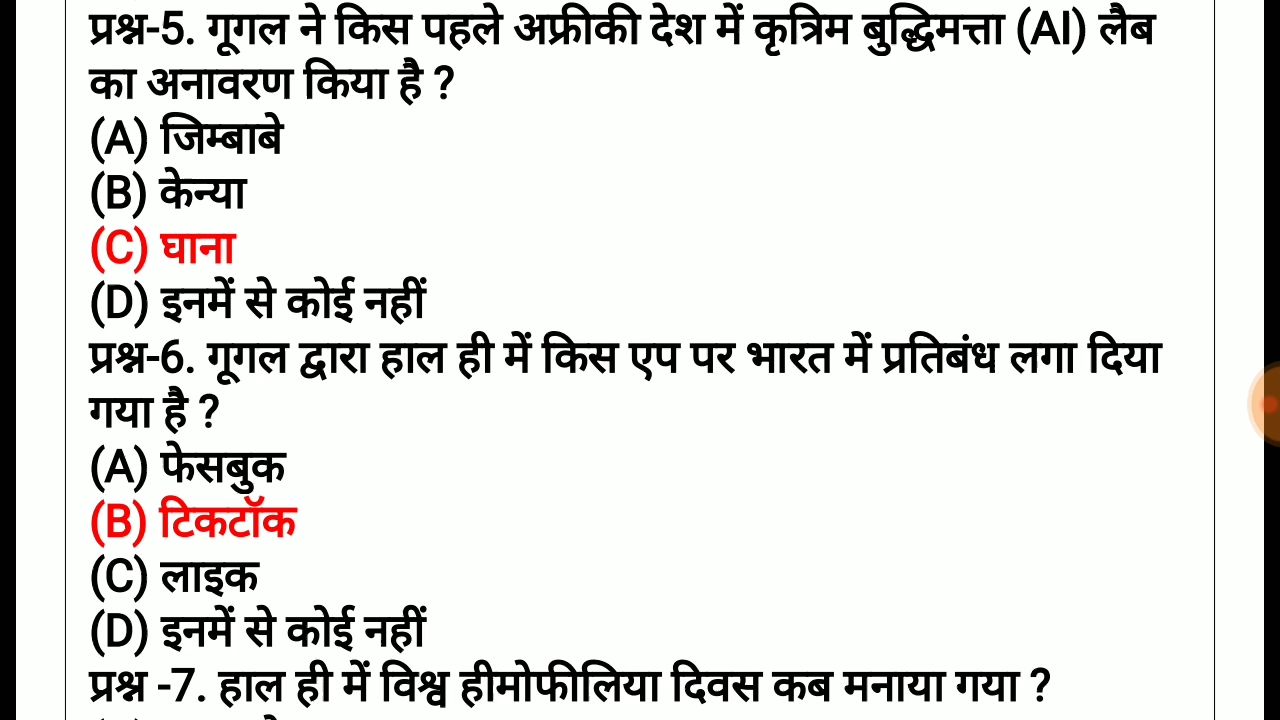 प्रश्न-5. गूगल ने किस पहले अफ्रीकी देश में कृत्रिम बुद्धिमत्ता (AI) लैब
का अनावरण किया है ?
(A) जिम्बाबे
(B) केन्या
(C) घाना
(D) इनमें से कोई नहीं
प्रश्न-6. गूगल द्वारा हाल ही में किस एप पर भारत में प्रतिबंध लगा दिया
गया है ?
(A) फेसबुक
(B) टिकटॉक
(C) लाइक
(D) इनमें से कोई नहीं
प्रश्न -7. हाल ही में विश्व हीमोफीलिया दिवस कब मनाया गया ?